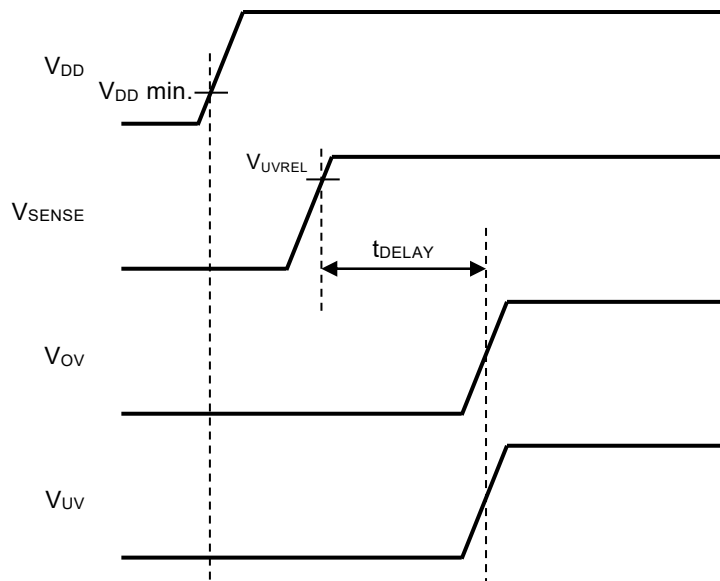 VDD
VDD min.
VUVREL
VSENSE
tDELAY
VOV
VUV